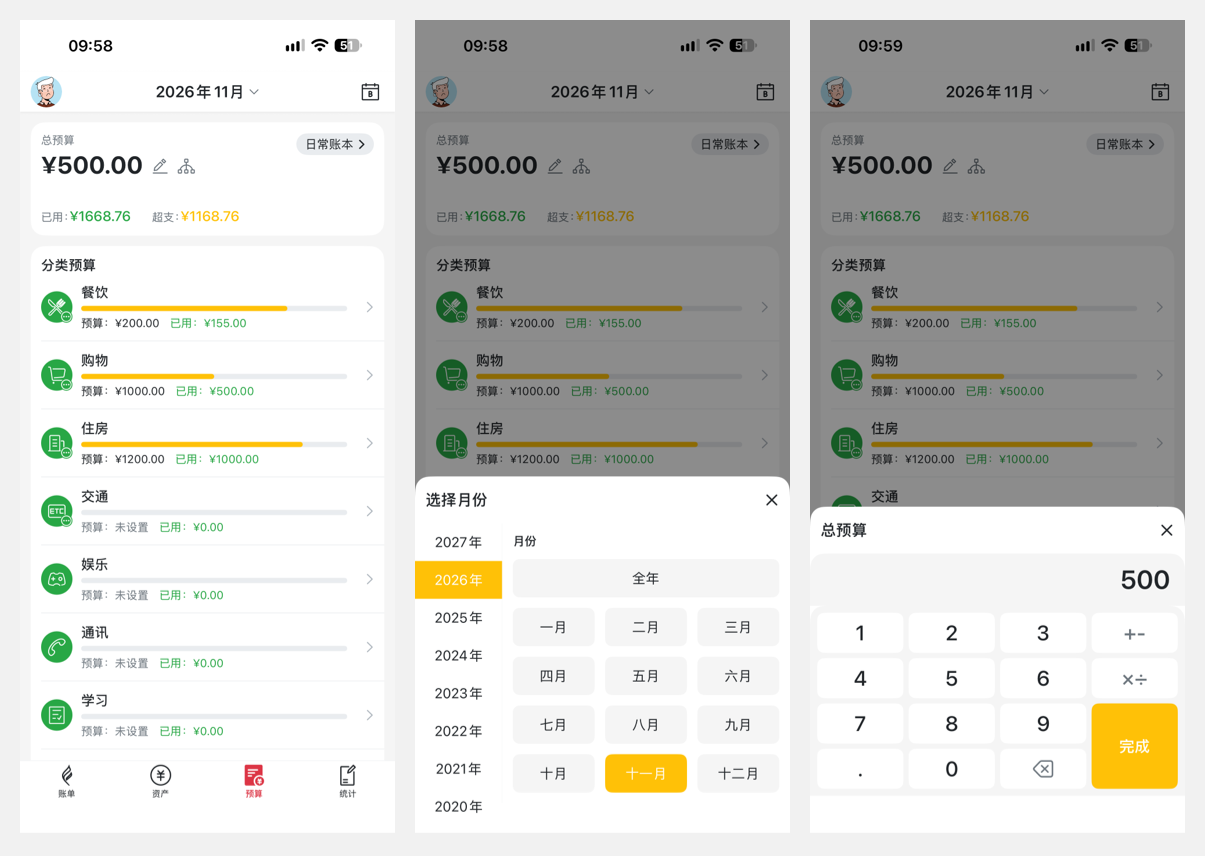 09:58
51
2026年11月
B
总预算
日常账本
¥500.00
已用:¥1668.76 超支:¥1168.76
分类预算
餐饮
预算: ¥200.00 已用: ¥155.00
购物
预算: ¥1000.00 已用: ¥500.00
住房
预算: ¥1200.00 已用: ¥1000.00
ETC
交通
预算: 未设置 已用: ¥0.00
娱乐
预算: 未设置 已用: ¥0.00
通讯
预算: 未设置 已用: ¥0.00
学习
预算: 未设置 已用: ¥0.00
账单 资产 预算 统计
09:58
51
2026年11月
B
总预算
日常账本
¥500.00
已用:¥1668.76 超支:¥1168.76
分类预算
餐饮
预算: ¥200.00 已用: ¥155.00
购物
预算: ¥1000.00 已用: ¥500.00
住房
预算: ¥1200.00 已用: ¥1000.00
选择月份
2027年
2026年
2025年
2024年
2023年
2022年
2021年
2020年
月份
全年
一月 二月 三月
四月 五月 六月
七月 八月 九月
十月 十一月 十二月
09:59
51
2026年11月
B
总预算
日常账本
¥500.00
已用:¥1668.76 超支:¥1168.76
分类预算
餐饮
预算: ¥200.00 已用: ¥155.00
购物
预算: ¥1000.00 已用: ¥500.00
住房
预算: ¥1200.00 已用: ¥1000.00
交通
总预算
500
1 2 3 +-
4 5 6 ×÷
7 8 9 完成
. 0